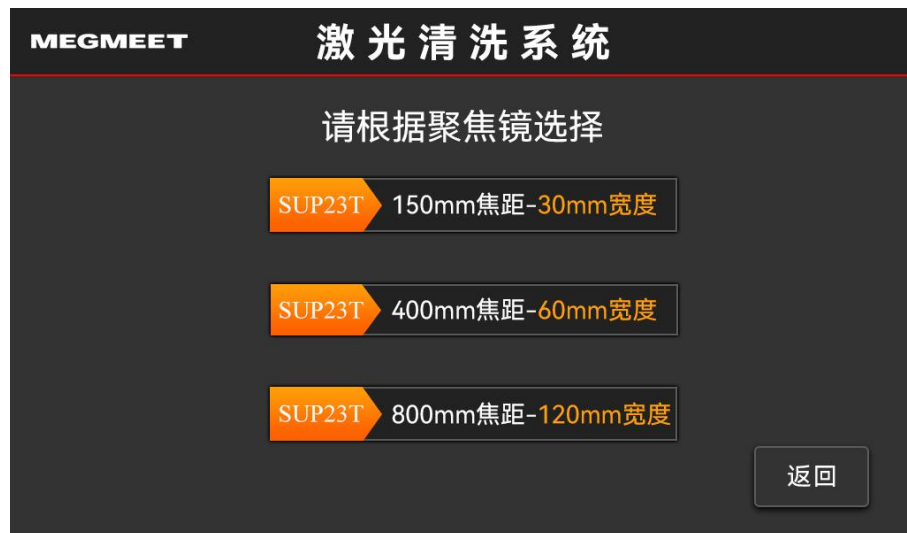 MEGMEET 激光清洗系统
请根据聚焦镜选择
SUP23T 150mm焦距-30mm宽度
SUP23T 400mm焦距-60mm宽度
SUP23T 800mm焦距-120mm宽度
返回